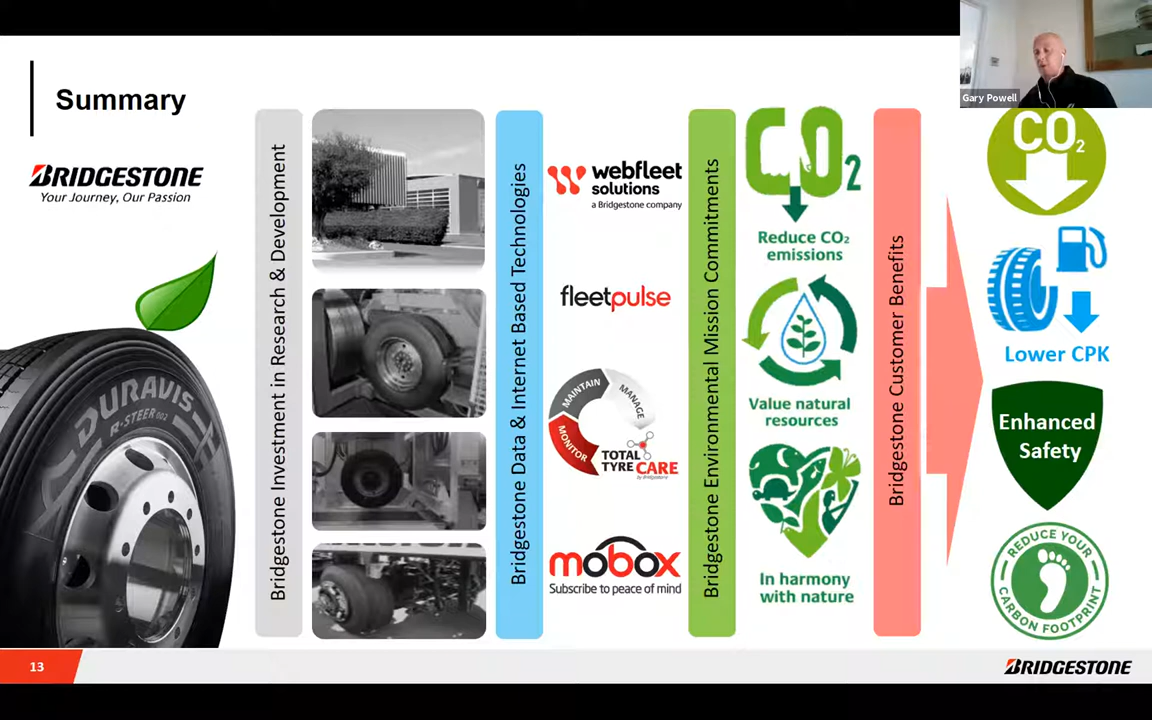 Gary Powell
Summary
BRIDGESTONE
Your Journey, Our Passion
DURAVIS
R-STEER 002
Bridgestone Investment in Research & Development
Bridgestone Data & Internet Based Technologies
webfleet
solutions
a Bridgestone company
fleetpulse
MAINTAIN
MANAGE
MONITOR
TOTAL
TYRE CARE
by Bridgestone
mobox
Subscribe to peace of mind
Bridgestone Environmental Mission Commitments
CO2
Reduce CO₂
emissions
Value natural
resources
In harmony
with nature
Bridgestone Customer Benefits
CO2
Lower CPK
Enhanced
Safety
REDUCE YOUR
CARBON FOOTPRINT
13
BRIDGESTONE